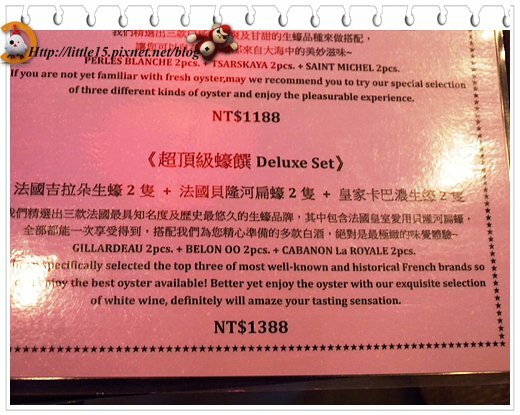 Http://little15.pixnet.net/blog
我們精選出三款 及甘甜的生蠔品種來做搭配，
讓您可以 都來自大海中的美妙滋味~
PERLES BLANCHE 2pcs. + TSARSKAYA 2pcs. + SAINT MICHEL 2pcs.
If you are not yet familiar with fresh oyster,may we recommend you to try our special selection
of three different kinds of oyster and enjoy the pleasurable experience.
NT$1188
《超頂級蠔饌 Deluxe Set》
法國吉拉朵生蠔 2 隻 + 法國貝隆河扁蠔 2 隻 + 皇家卡巴濃生蠔 2 隻
我們精選出三款法國最具知名度及歷史最悠久的生蠔品牌，其中包含法國皇室愛用貝隆河扁蠔，
全部都能一次享受得到，搭配我們為您精心準備的多款白酒，絕對是最極緻的味覺體驗~
GILLARDEAU 2pcs. + BELON OO 2pcs. + CABANON La ROYALE 2pcs.
specifically selected the top three of most well-known and historical French brands so
enjoy the best oyster available! Better yet enjoy the oyster with our exquisite selection
of white wine, definitely will amaze your tasting sensation.
NT$1388